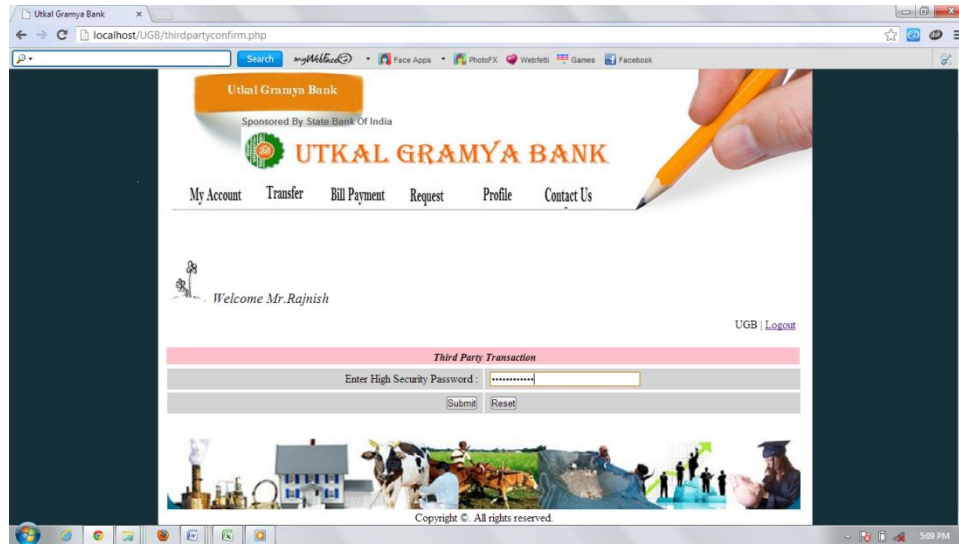 Utkal Gramya Bank
localhost/UGB/thirdpartyconfirm.php
Search myWebface Face Apps PhotoFX Webfetti Games Facebook
Utkal Gramya Bank
Sponsored By State Bank Of India
UGB
UTKAL GRAMYA BANK
My Account Transfer Bill Payment Request Profile Contact Us
Welcome Mr.Rajnish
UGB | Logout
Third Party Transaction
Enter High Security Password : ••••••••••••
Submit Reset
Copyright ©. All rights reserved.
5:09 PM